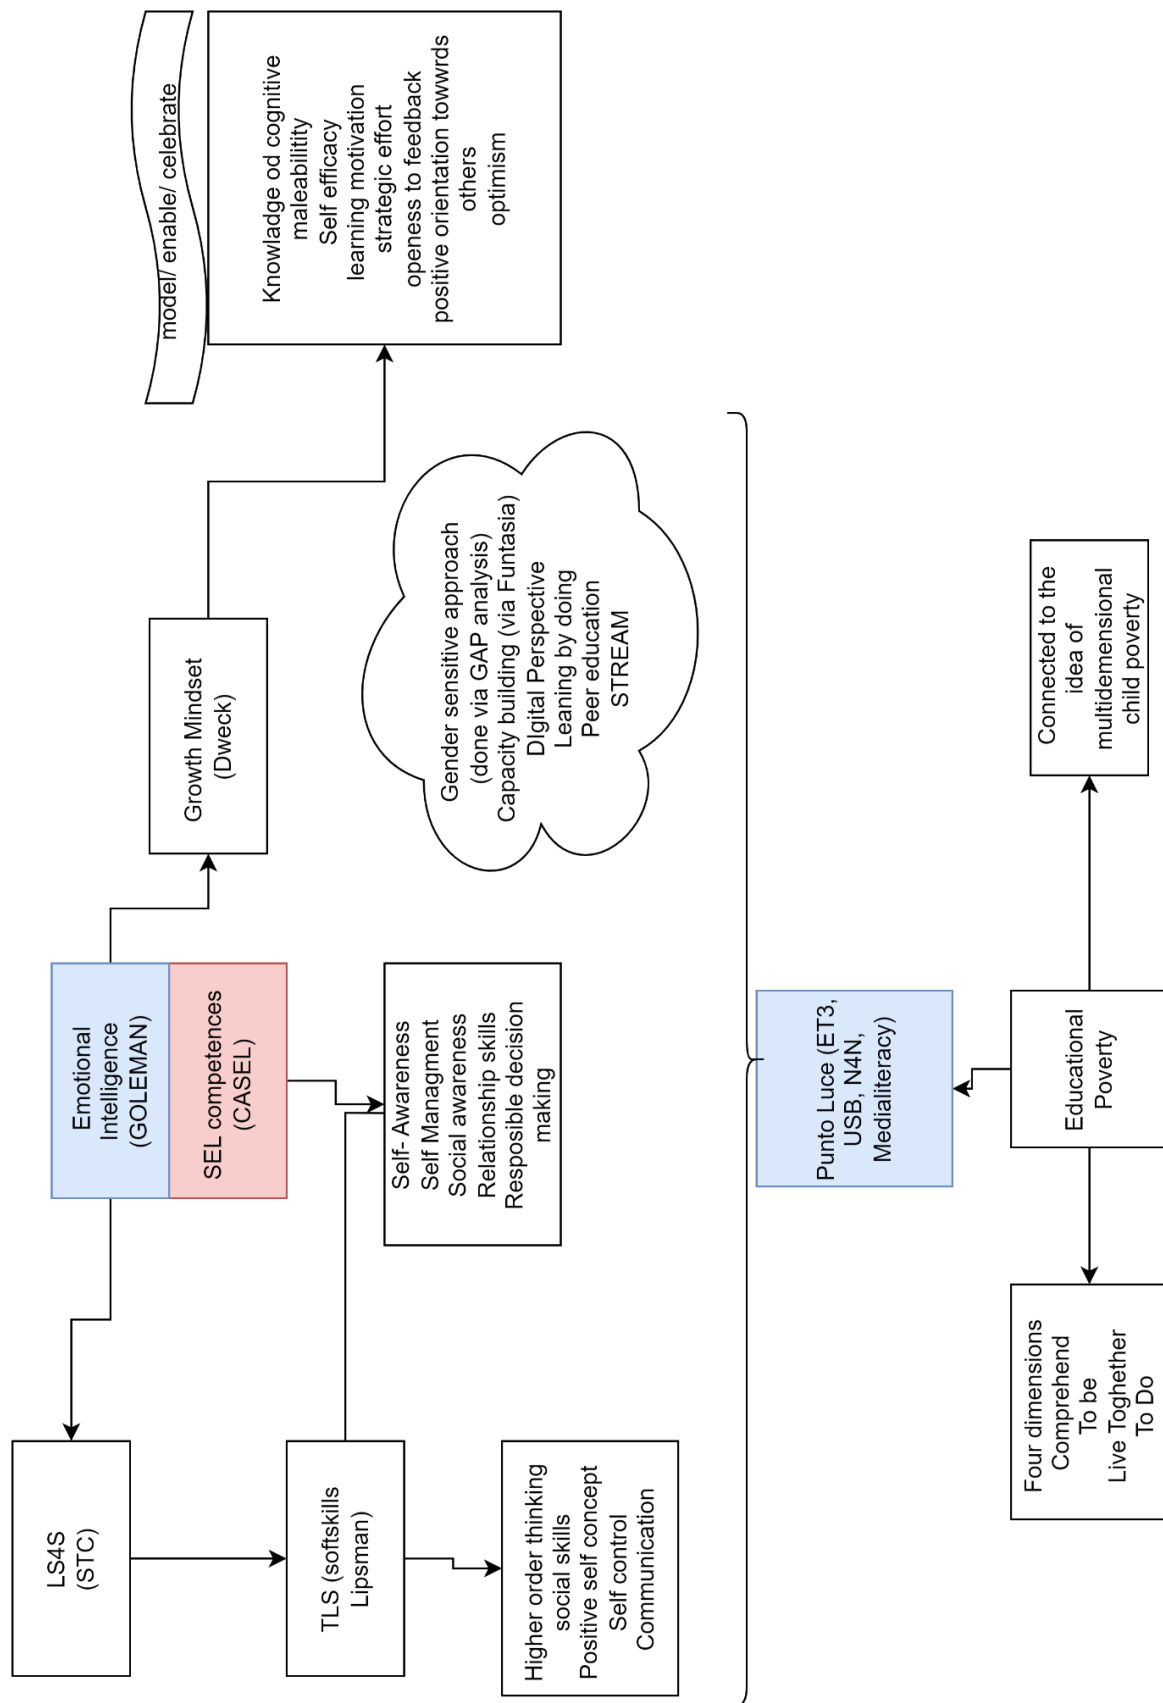 LS4S
(STC)
Emotional
Intelligence
(GOLEMAN)
SEL competences
(CASEL)
Growth Mindset
(Dweck)
model/ enable/ celebrate
Knowladge od cognitive
maleabilitity
Self efficacy
learning motivation
strategic effort
openess to feedback
positive orientation towwrds
others
optimism
TLS (softskills
Lipsman)
Self- Awareness
Self Managment
Social awareness
Relationship skills
Resposible decision
making
Gender sensitive approach
(done via GAP analysis)
Capacity building (via Funtasia)
DIgital Perspective
Leaning by doing
Peer education
STREAM
Higher order thinking
social skills
Positive self concept
Self control
Communication
Punto Luce (ET3,
USB, N4N,
Medialiteracy)
Four dimensions
Comprehend
To be
Live Toghether
To Do
Educational
Poverty
Connected to the
idea of
multidemensional
child poverty